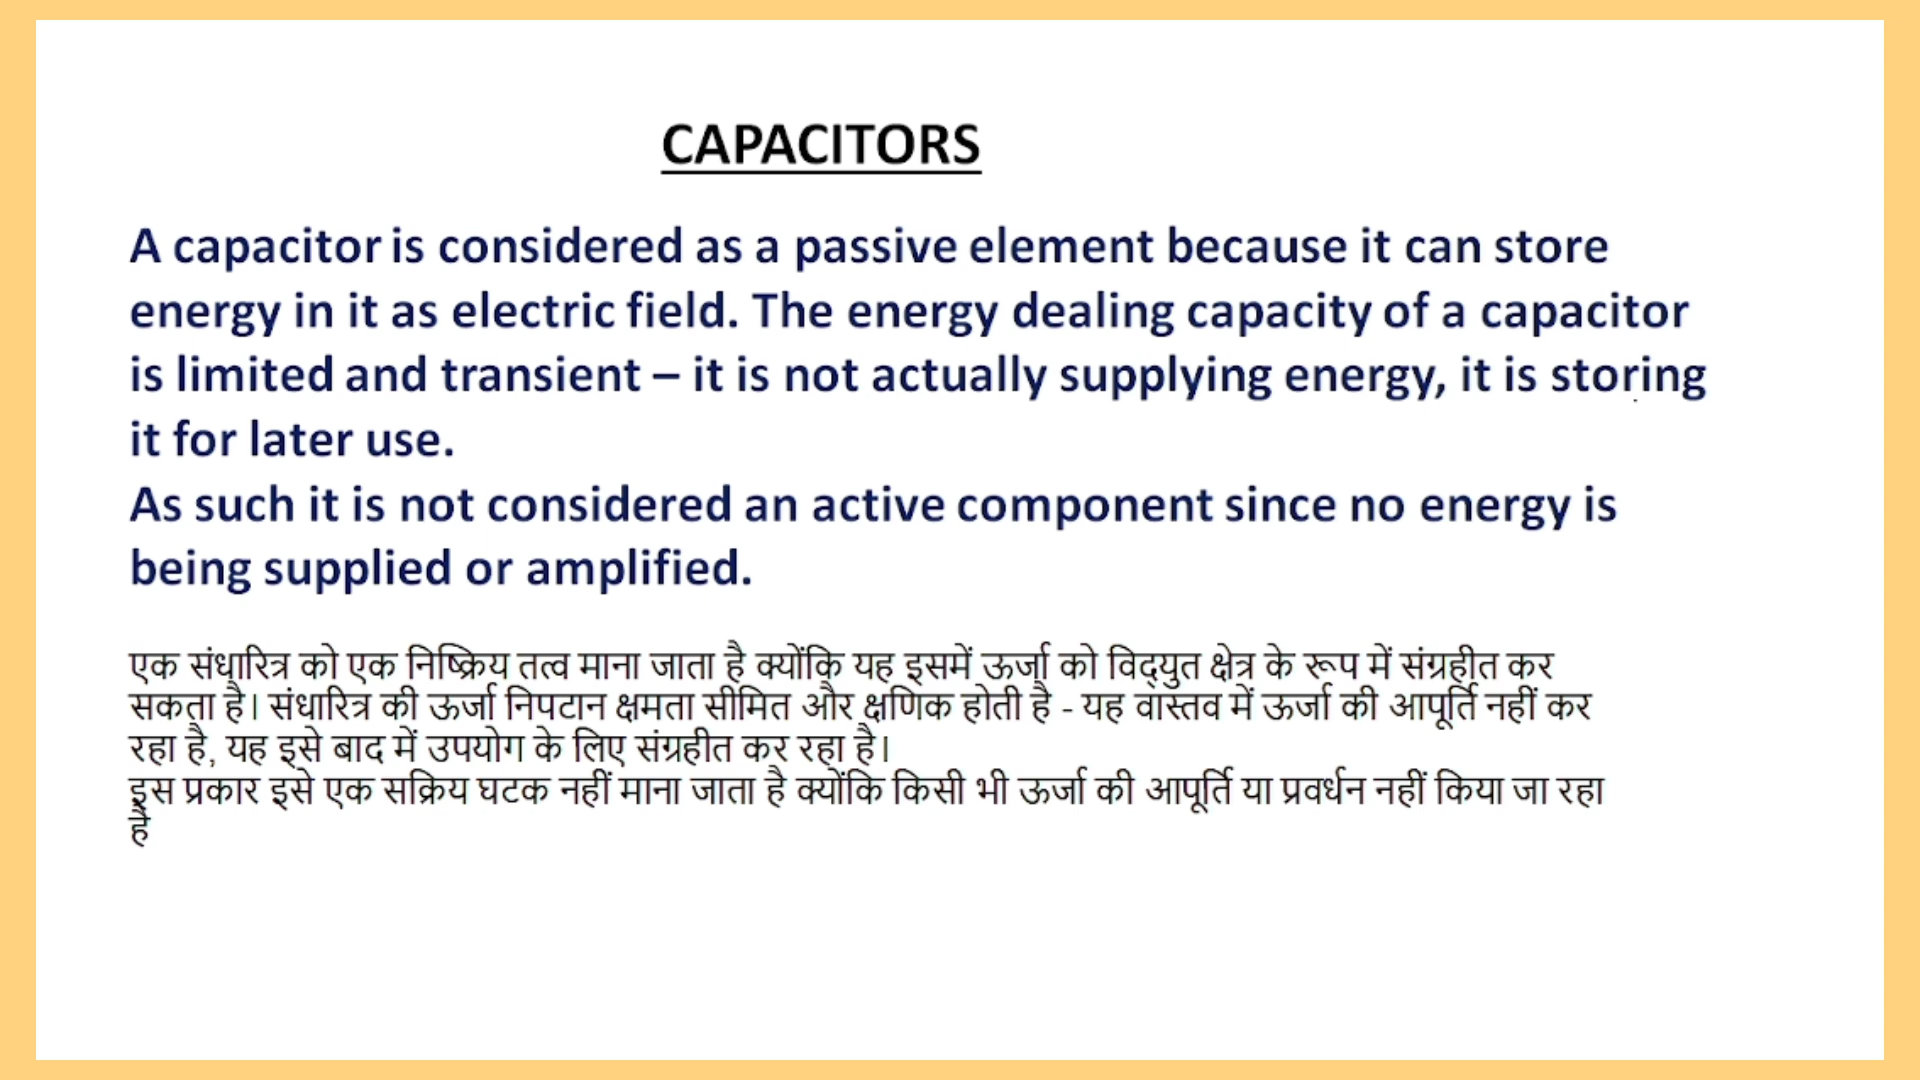 CAPACITORS
A capacitor is considered as a passive element because it can store
energy in it as electric field. The energy dealing capacity of a capacitor
is limited and transient – it is not actually supplying energy, it is storing
it for later use.
As such it is not considered an active component since no energy is
being supplied or amplified.
एक संधारित्र को एक निष्क्रिय तत्व माना जाता है क्योंकि यह इसमें ऊर्जा को विद्युत क्षेत्र के रूप में संग्रहीत कर
सकता है। संधारित्र की ऊर्जा निपटान क्षमता सीमित और क्षणिक होती है - यह वास्तव में ऊर्जा की आपूर्ति नहीं कर
रहा है, यह इसे बाद में उपयोग के लिए संग्रहीत कर रहा है।
इस प्रकार इसे एक सक्रिय घटक नहीं माना जाता है क्योंकि किसी भी ऊर्जा की आपूर्ति या प्रवर्धन नहीं किया जा रहा
है